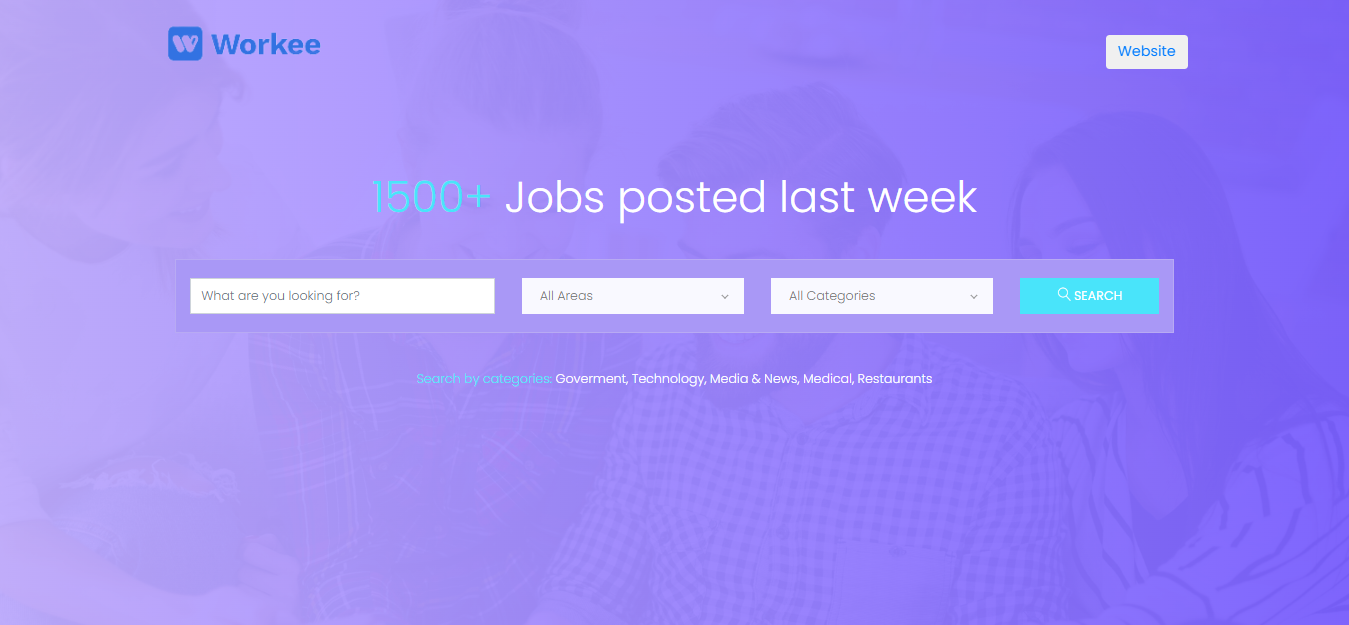 Workee
Website
1500+ Jobs posted last week
What are you looking for?
All Areas
All Categories
SEARCH
Search by categories: Goverment, Technology, Media & News, Medical, Restaurants